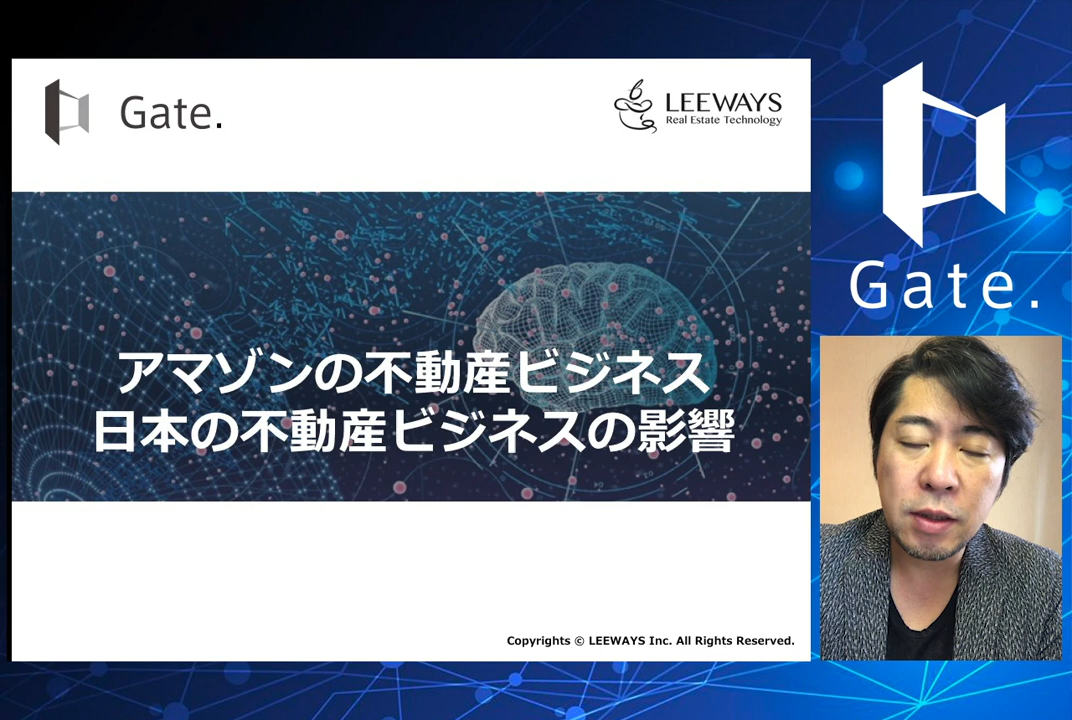 Gate.
LEEWAYS
Real Estate Technology
アマゾンの不動産ビジネス
日本の不動産ビジネスの影響
Copyrights © LEEWAYS Inc. All Rights Reserved.
Gate.